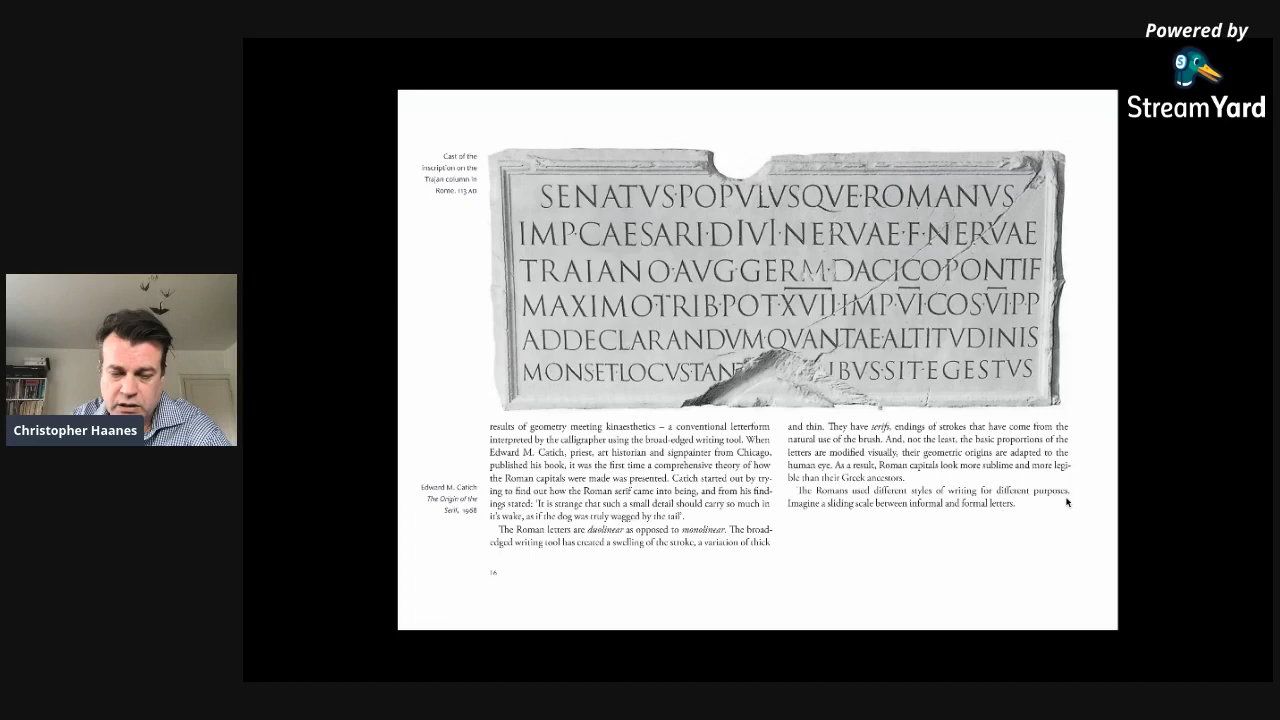 Powered by
StreamYard
Cast of the
inscription on the
Trajan column in
Rome. 113 AD
SENATVS·POPVLVSQVE·ROMANVS
IMP·CAESARI·DIVI·NERVAE·F·NERVAE
TRAIANO·AVG·GERM·DACICO·PONTIF
MAXIMO·TRIB·POT·XVII·IMP·VI·COS·VI·P·P
ADDECLARANDVM·QVANTAE·ALTITVDINIS
MONSETLOCVSTAN IBVS·SIT·EGESTVS
results of geometry meeting kinaesthetics – a conventional letterform
interpreted by the calligrapher using the broad-edged writing tool. When
Edward M. Catich, priest, art historian and signpainter from Chicago,
published his book, it was the first time a comprehensive theory of how
the Roman capitals were made was presented. Catich started out by try-
ing to find out how the Roman serif came into being, and from his find-
ings stated: 'It is strange that such a small detail should carry so much in
it's wake, as if the dog was truly wagged by the tail'.
The Roman letters are duolinear as opposed to monolinear. The broad-
edged writing tool has created a swelling of the stroke, a variation of thick
Edward M. Catich
The Origin of the
Serif, 1968
and thin. They have serifs, endings of strokes that have come from the
natural use of the brush. And, not the least, the basic proportions of the
letters are modified visually, their geometric origins are adapted to the
human eye. As a result, Roman capitals look more sublime and more legi-
ble than their Greek ancestors.
The Romans used different styles of writing for different purposes.
Imagine a sliding scale between informal and formal letters.
16
Christopher Haanes